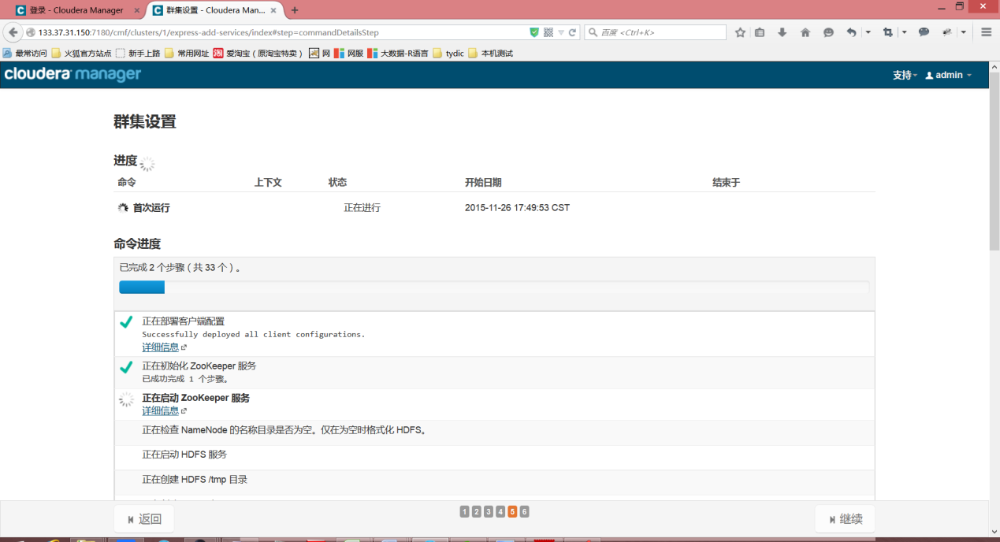 登录 - Cloudera Manager × 群集设置 - Cloudera Man... × +
133.37.31.150:7180/cmf/clusters/1/express-add-services/index#step=commandDetailsStep 百度 <Ctrl+K>
最常访问 火狐官方站点 新手上路 常用网址 爱淘宝（原淘宝特卖） 网 网服 大数据-R语言 tydic 本机测试
cloudera manager 支持 admin
群集设置
进度
命令 上下文 状态 开始日期 结束于
首次运行 正在进行 2015-11-26 17:49:53 CST
命令进度
已完成 2 个步骤（共 33 个）。
正在部署客户端配置
Successfully deployed all client configurations.
详细信息
正在初始化 ZooKeeper 服务
已成功完成 1 个步骤。
正在启动 ZooKeeper 服务
详细信息
正在检查 NameNode 的名称目录是否为空。仅在为空时格式化 HDFS。
正在启动 HDFS 服务
正在创建 HDFS /tmp 目录
返回 1 2 3 4 5 6 继续